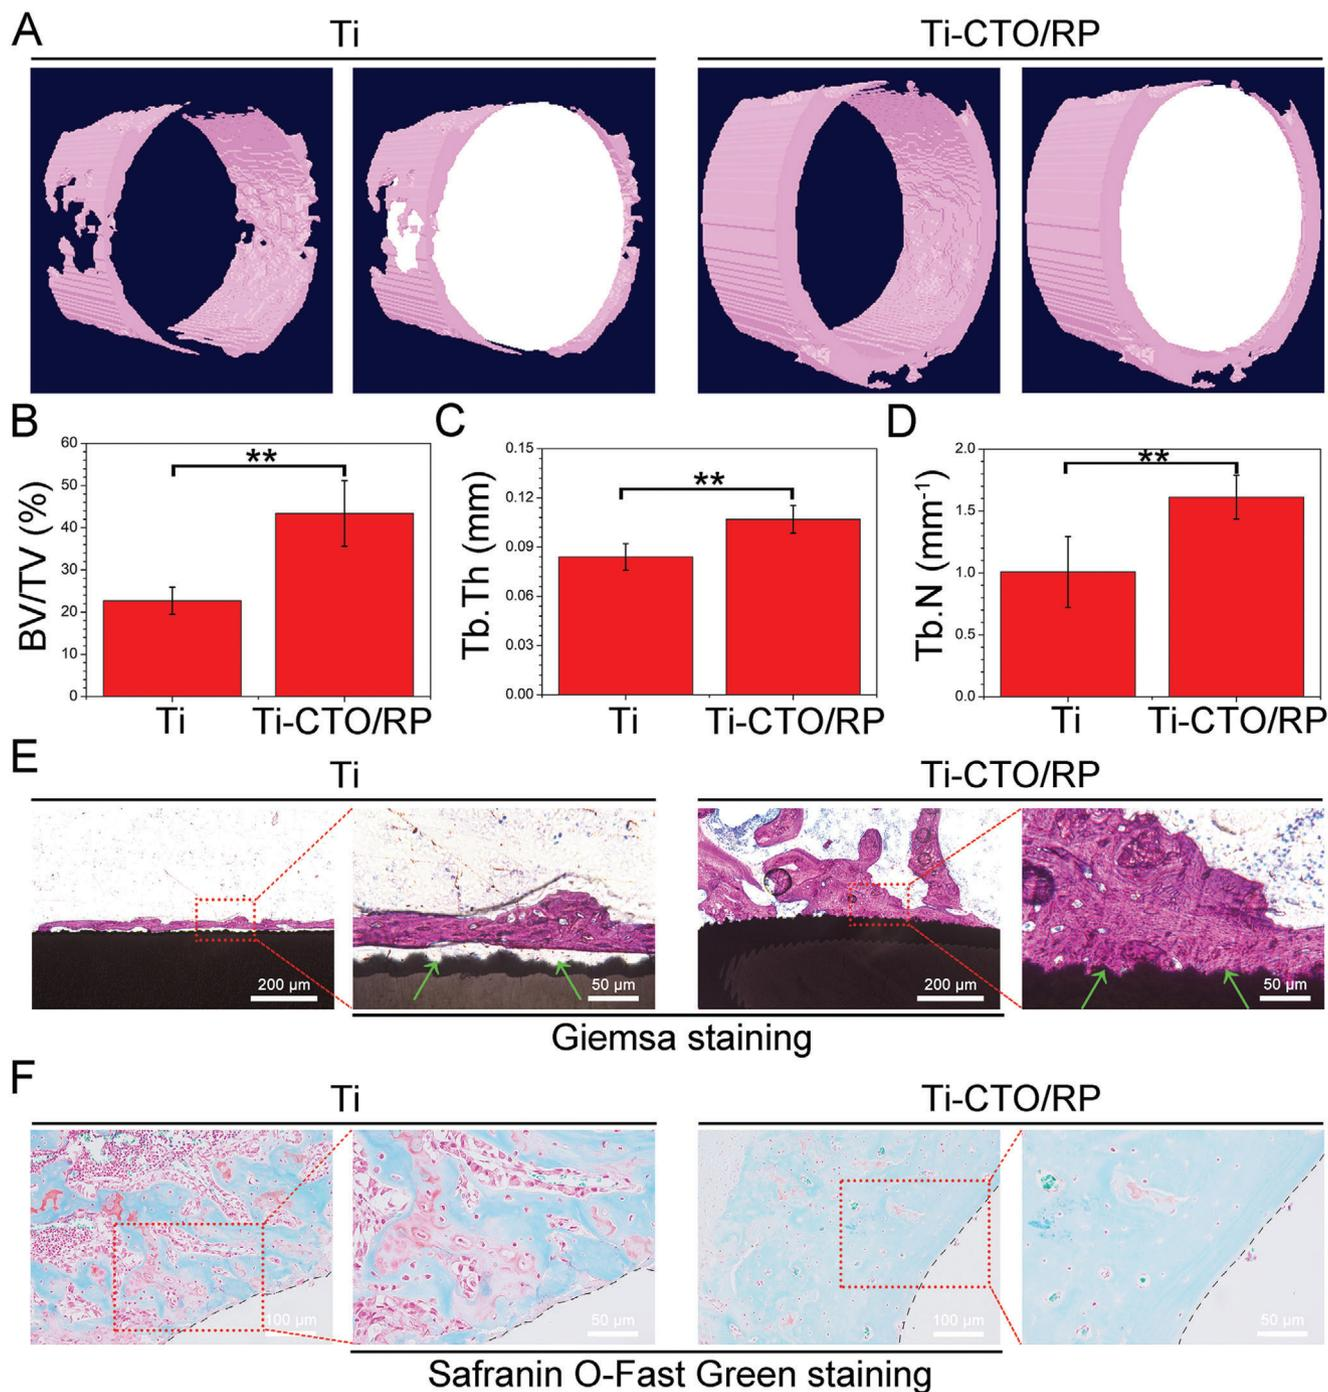 A
Ti
Ti-CTO/RP
B
60
50
40
30
20
10
0
BV/TV (%)
**
Ti
Ti-CTO/RP
C
0.15
0.12
0.09
0.06
0.03
0.00
Tb.Th (mm)
**
Ti
Ti-CTO/RP
D
2.0
1.5
1.0
0.5
0.0
Tb.N (mm-1)
**
Ti
Ti-CTO/RP
E
Ti
Ti-CTO/RP
200 μm
50 μm
200 μm
50 μm
Giemsa staining
F
Ti
Ti-CTO/RP
100 μm
50 μm
100 μm
50 μm
Safranin O-Fast Green staining